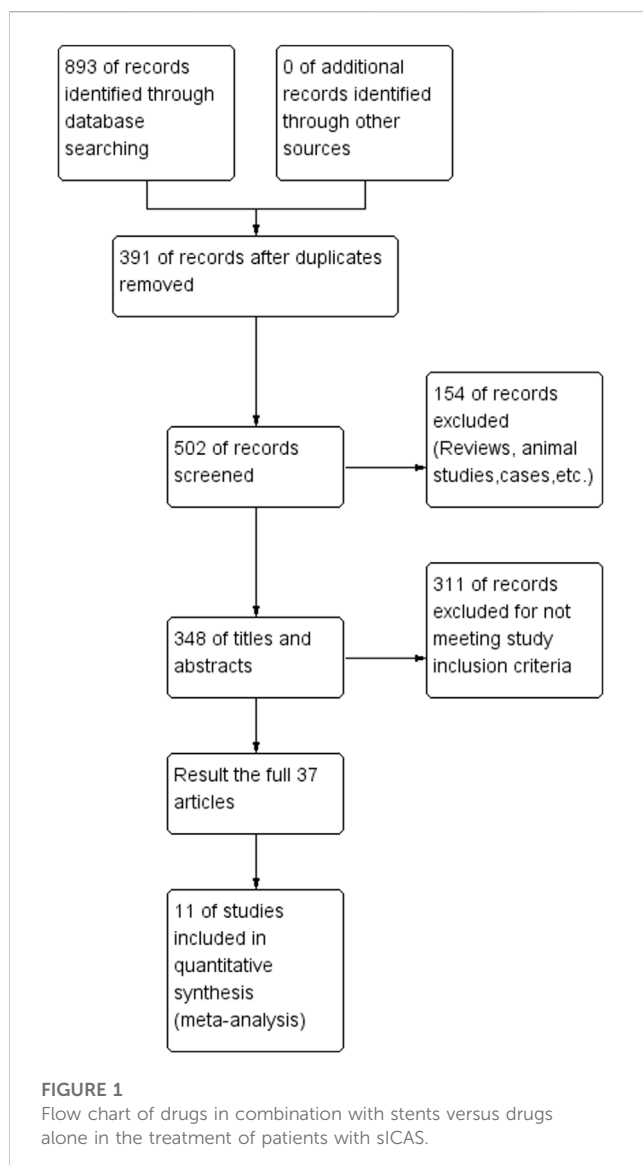 893 of records
identified through
database
searching
0 of additional
records identified
through other
sources
391 of records after duplicates
removed
502 of records
screened
154 of records
excluded
(Reviews, animal
studies,cases,etc.)
348 of titles and
abstracts
311 of records
excluded for not
meeting study
inclusion criteria
Result the full 37
articles
11 of studies
included in
quantitative
synthesis
(meta-analysis)
FIGURE 1
Flow chart of drugs in combination with stents versus drugs
alone in the treatment of patients with sICAS.